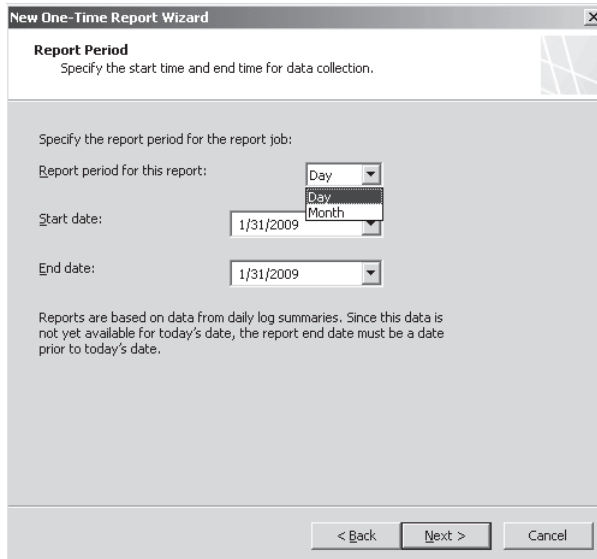 New One-Time Report Wizard
Report Period
Specify the start time and end time for data collection.
Specify the report period for the report job:
Report period for this report:
Day
Day
Month
Start date:
1/31/2009
End date:
1/31/2009
Reports are based on data from daily log summaries. Since this data is
not yet available for today's date, the report end date must be a date
prior to today's date.
< Back
Next >
Cancel